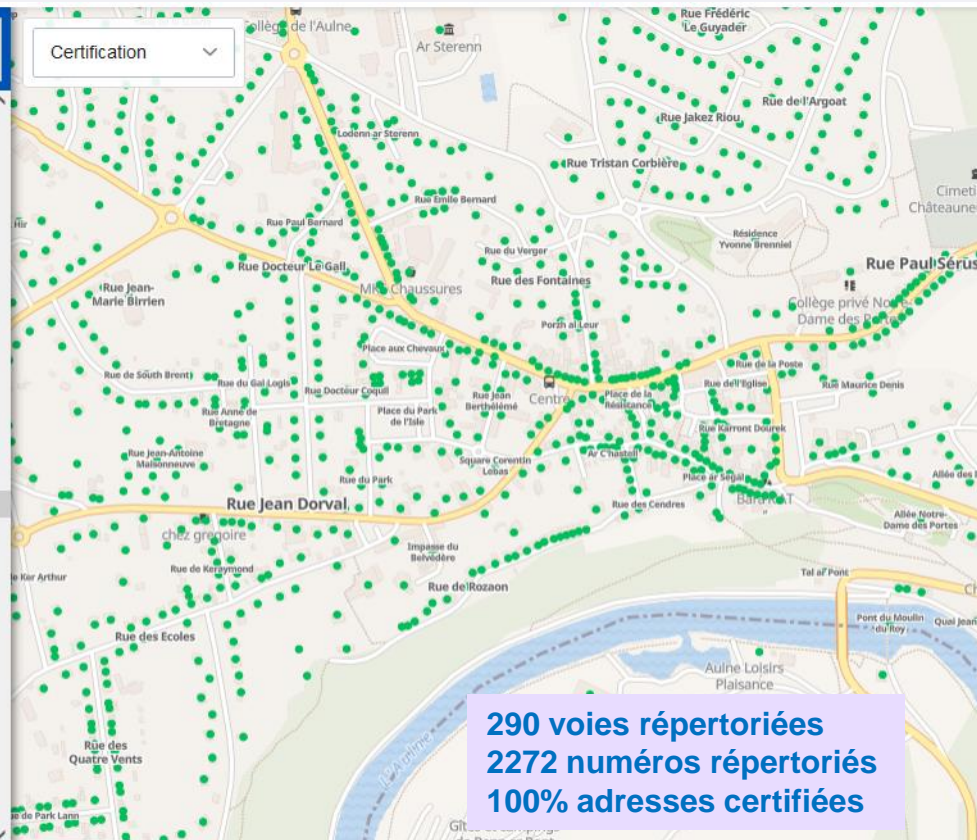 Certification
Collège de l'Aulne
Ar Sterenn
Rue Frédéric
Le Guyader
Rue de l'Argoat
Rue Jakez Riou
Lodenn ar Sterenn
Rue Tristan Corbière
Rue Emile Bernard
Cimeti
Châteaune
Hir
Rue Paul Bernard
Résidence
Yvonne Brenniel
Rue du Verger
Rue Docteur Le Gall
Rue des Fontaines
Rue Paul Sérus
Rue Jean-
Marie Birrien
MK Chaussures
Collège privé Notre-
Dame des Portes
Porzh al Leur
Place aux Chevaux
Rue de la Poste
Rue de South Brent
Rue du Gal Logis
Rue Docteur Coquil
Rue Jean
Berthélémé
Centre
Place de la
Résistance
Rue de l'Eglise
Rue Maurice Denis
Rue Anne de
Bretagne
Place du Park
de l'Isle
Rue Karront Dourek
Rue Jean-Antoine
Maisonneuve
Square Corentin
Lebas
Ar C'hastell
Rue du Park
Place ar Segal
Allée des
Rue Jean Dorval
Rue des Cendres
Allée Notre-
Dame des Portes
chez gregoire
Impasse du
Belvédère
Rue de Keraymond
Tal ar Pont
Ker Arthur
Rue de Rozaon
Pont du Moulin
du Roy
Quai Jean
Rue des Ecoles
Aulne Loisirs
Plaisance
290 voies répertoriées
2272 numéros répertoriés
100% adresses certifiées
Rue des
Quatre Vents
de Park Lann